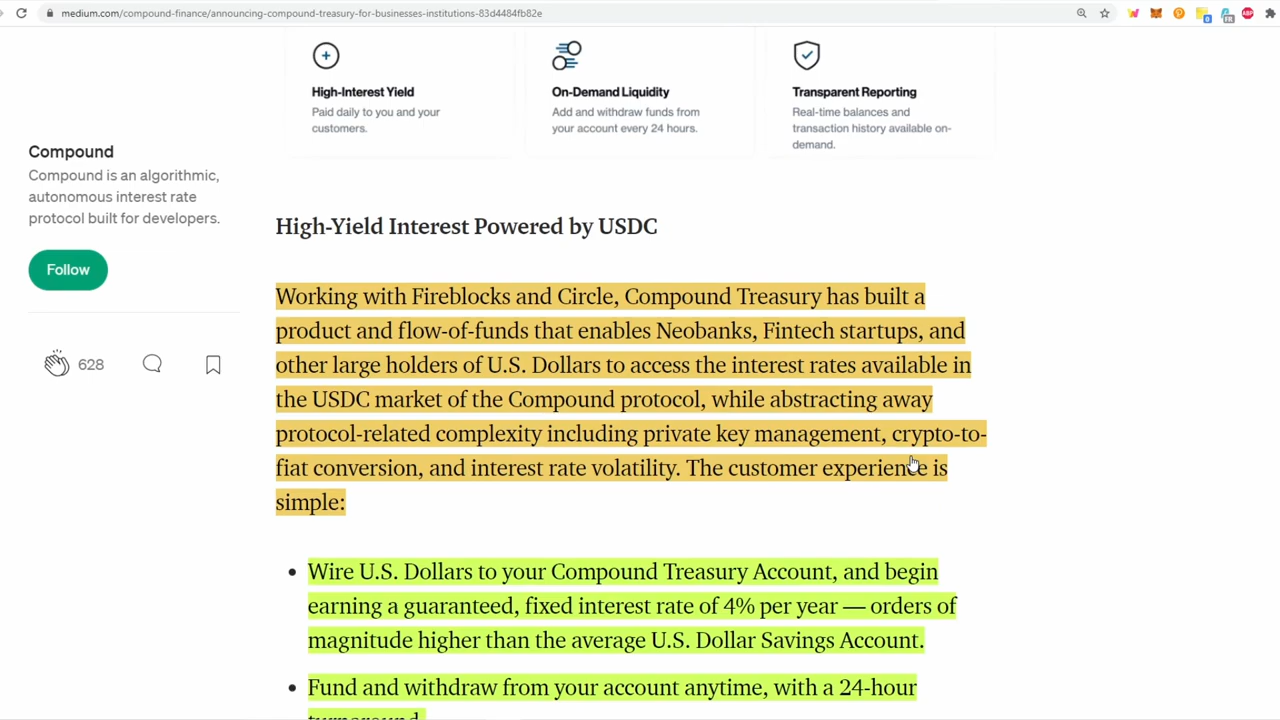 medium.com/compound-finance/announcing-compound-treasury-for-businesses-institutions-83d4484fb82e
High-Interest Yield
Paid daily to you and your
customers.
On-Demand Liquidity
Add and withdraw funds from
your account every 24 hours.
Transparent Reporting
Real-time balances and
transaction history available on-
demand.
Compound
Compound is an algorithmic,
autonomous interest rate
protocol built for developers.
Follow
628
High-Yield Interest Powered by USDC
Working with Fireblocks and Circle, Compound Treasury has built a
product and flow-of-funds that enables Neobanks, Fintech startups, and
other large holders of U.S. Dollars to access the interest rates available in
the USDC market of the Compound protocol, while abstracting away
protocol-related complexity including private key management, crypto-to-
fiat conversion, and interest rate volatility. The customer experience is
simple:
• Wire U.S. Dollars to your Compound Treasury Account, and begin
earning a guaranteed, fixed interest rate of 4% per year — orders of
magnitude higher than the average U.S. Dollar Savings Account.
• Fund and withdraw from your account anytime, with a 24-hour
turnaround.